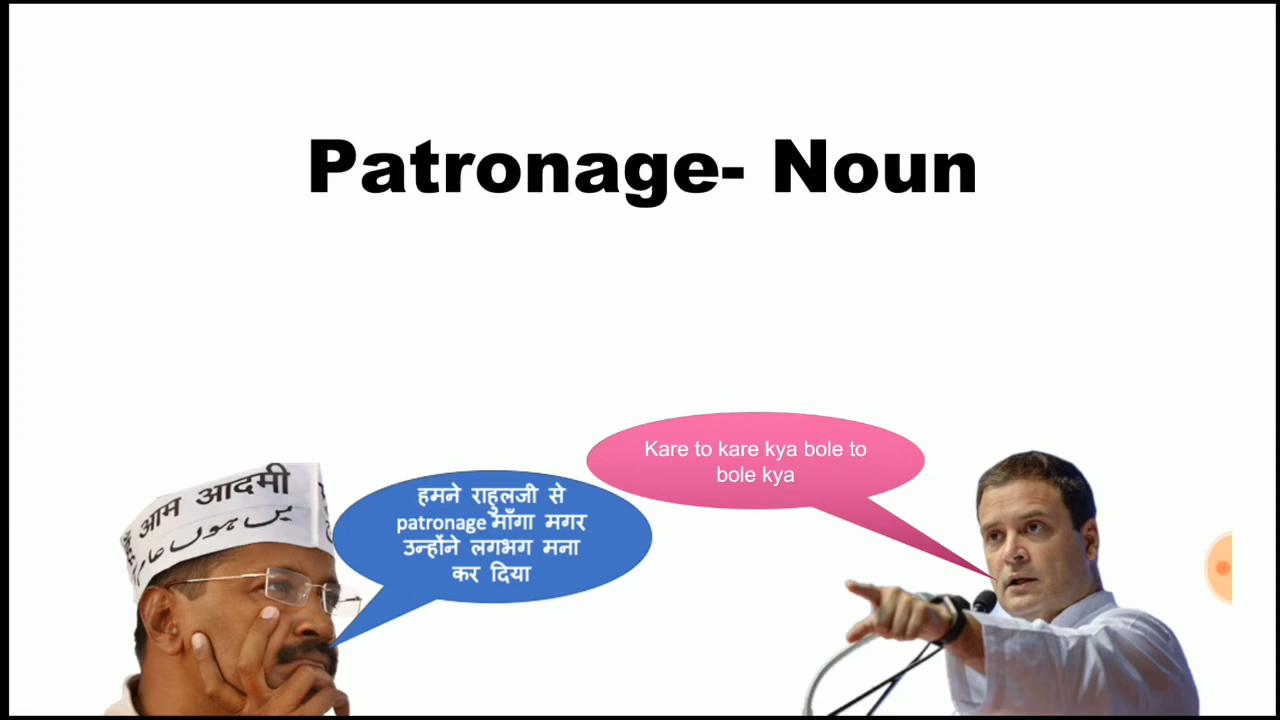 Patronage- Noun
Kare to kare kya bole to
bole kya
हमने राहुलजी से
patronage माँगा मगर
उन्होंने लगभग मना
कर दिया
आम आदमी